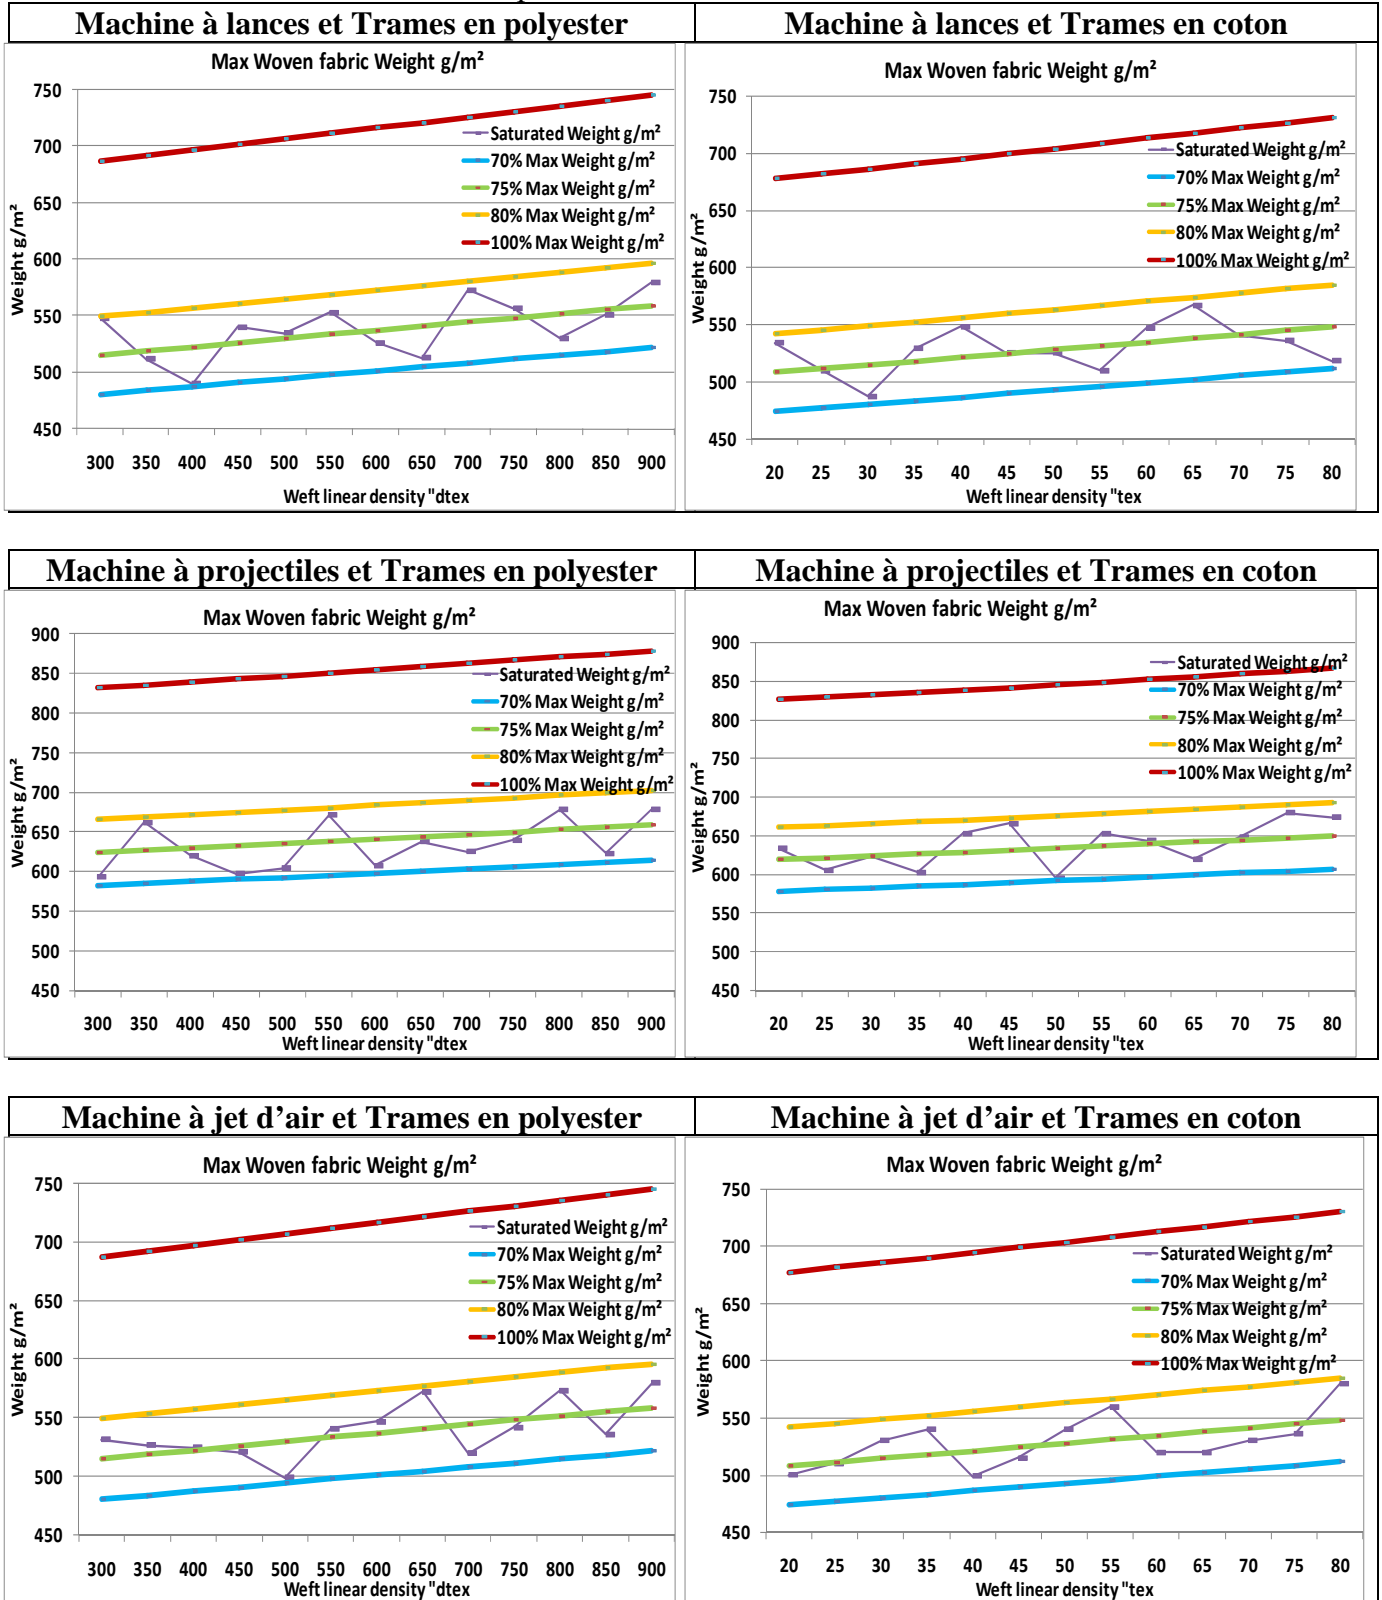 Machine à lances et Trames en polyester
Machine à lances et Trames en coton
Max Woven fabric Weight g/m²
750
700
650
600
550
500
450
Weight g/m²
Saturated Weight g/m²
70% Max Weight g/m²
75% Max Weight g/m²
80% Max Weight g/m²
100% Max Weight g/m²
300 350 400 450 500 550 600 650 700 750 800 850 900
Weft linear density "dtex
Max Woven fabric Weight g/m²
750
700
650
600
550
500
450
Weight g/m²
Saturated Weight g/m²
70% Max Weight g/m²
75% Max Weight g/m²
80% Max Weight g/m²
100% Max Weight g/m²
20 25 30 35 40 45 50 55 60 65 70 75 80
Weft linear density "tex
Machine à projectiles et Trames en polyester
Machine à projectiles et Trames en coton
Max Woven fabric Weight g/m²
900
850
800
750
700
650
600
550
500
450
Weight g/m²
Saturated Weight g/m²
70% Max Weight g/m²
75% Max Weight g/m²
80% Max Weight g/m²
100% Max Weight g/m²
300 350 400 450 500 550 600 650 700 750 800 850 900
Weft linear density "dtex
Max Woven fabric Weight g/m²
900
850
800
750
700
650
600
550
500
450
Weight g/m²
Saturated Weight g/m²
70% Max Weight g/m²
75% Max Weight g/m²
80% Max Weight g/m²
100% Max Weight g/m²
20 25 30 35 40 45 50 55 60 65 70 75 80
Weft linear density "tex
Machine à jet d’air et Trames en polyester
Machine à jet d’air et Trames en coton
Max Woven fabric Weight g/m²
750
700
650
600
550
500
450
Weight g/m²
Saturated Weight g/m²
70% Max Weight g/m²
75% Max Weight g/m²
80% Max Weight g/m²
100% Max Weight g/m²
300 350 400 450 500 550 600 650 700 750 800 850 900
Weft linear density "dtex
Max Woven fabric Weight g/m²
750
700
650
600
550
500
450
Weight g/m²
Saturated Weight g/m²
70% Max Weight g/m²
75% Max Weight g/m²
80% Max Weight g/m²
100% Max Weight g/m²
20 25 30 35 40 45 50 55 60 65 70 75 80
Weft linear density "tex